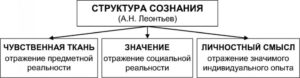 СТРУКТУРА СОЗНАНИЯ
(А.Н. Леонтьев)
ЧУВСТВЕННАЯ ТКАНЬ
отражение предметной
реальности
ЗНАЧЕНИЕ
отражение социальной
реальности
ЛИЧНОСТНЫЙ СМЫСЛ
отражение значимого
индивидуального опыта